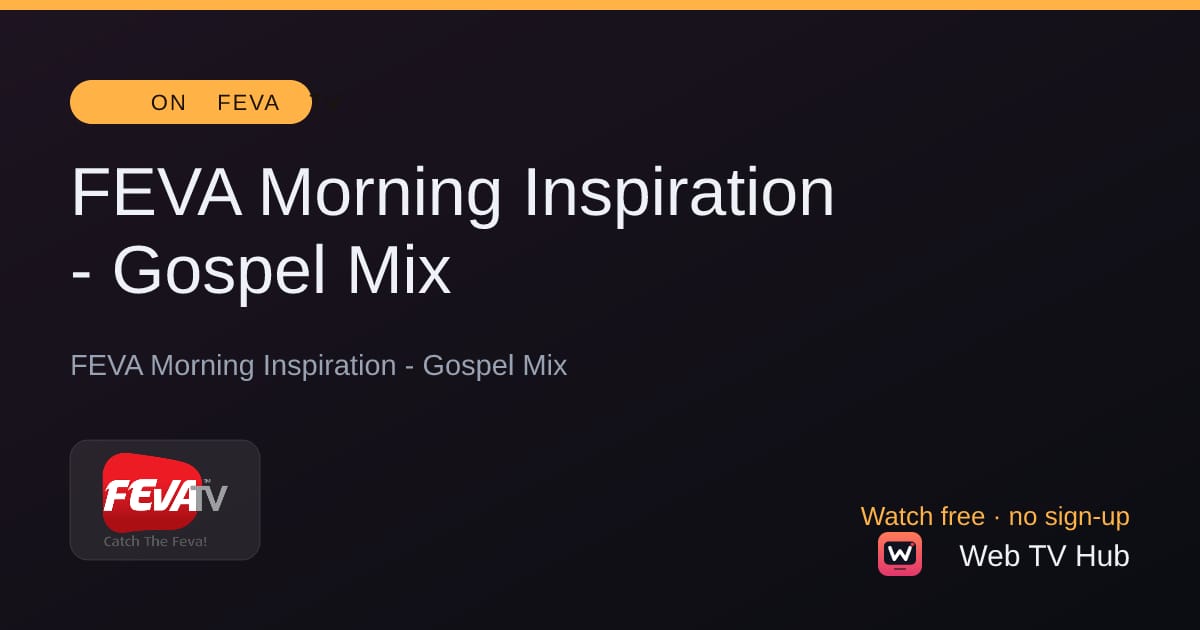 ON FEVA TV
FEVA Morning Inspiration
- Gospel Mix
FEVA Morning Inspiration - Gospel Mix
FEVA TV™
Catch The Feva!
Watch free · no sign-up
W
Web TV Hub